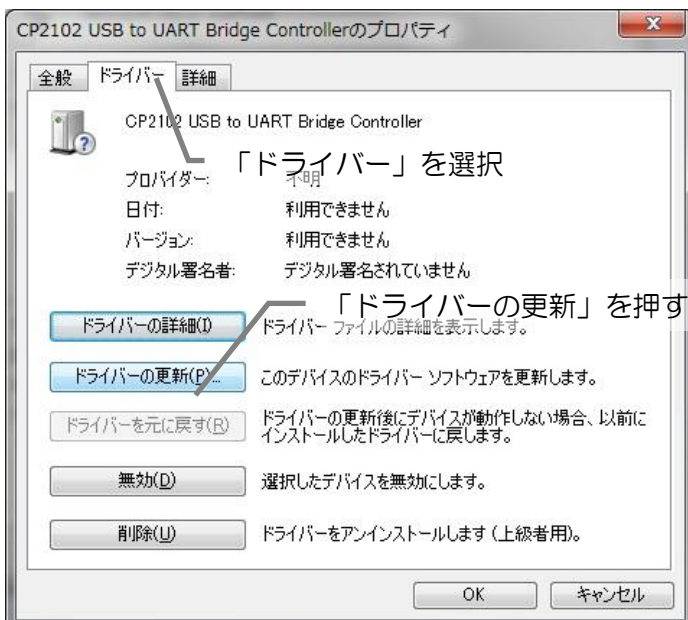 CP2102 USB to UART Bridge Controllerのプロパティ
全般 ドライバー 詳細
CP2102 USB to UART Bridge Controller
「ドライバー」を選択
プロバイダー: 不明
日付: 利用できません
バージョン: 利用できません
デジタル署名者: デジタル署名されていません
「ドライバーの更新」を押す
ドライバーの詳細(I) ドライバー ファイルの詳細を表示します。
ドライバーの更新(P)... このデバイスのドライバー ソフトウェアを更新します。
ドライバーを元に戻す(R) ドライバーの更新後にデバイスが動作しない場合、以前に
インストールしたドライバーに戻します。
無効(D) 選択したデバイスを無効にします。
削除(U) ドライバーをアンインストールします (上級者用)。
OK キャンセル